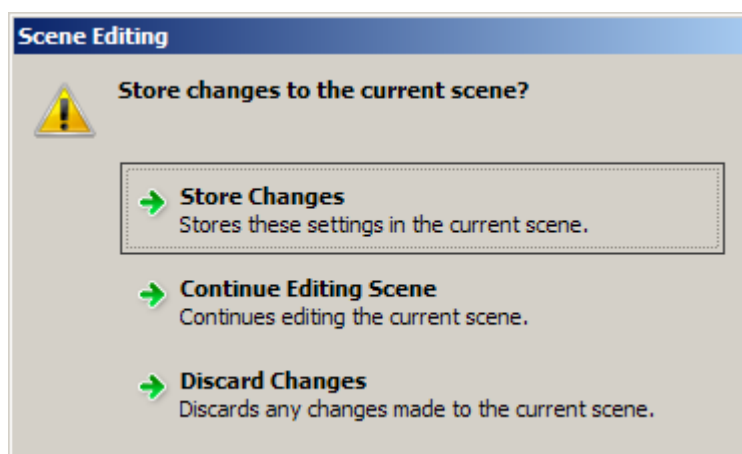 Scene Editing
Store changes to the current scene?
Store Changes
Stores these settings in the current scene.
Continue Editing Scene
Continues editing the current scene.
Discard Changes
Discards any changes made to the current scene.